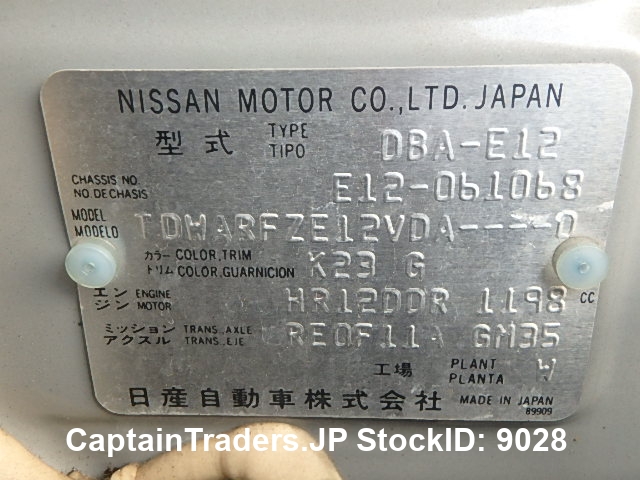 NISSAN MOTOR CO.,LTD. JAPAN
型式 TYPE TIPO DBA-E12
CHASSIS NO. NO. DE CHASIS E12-061068
MODEL MODELO TDHARFZE12VDA----D
カラー COLOR, TRIM
トリム COLOR, GUARNICION K23 G
エンジン ENGINE MOTOR HR12DDR 1198 CC
ミッション TRANS. AXLE
アクスル TRANS. EJE RE0F11A GM35
工場 PLANT PLANTA W
日産自動車株式会社 MADE IN JAPAN
89909
CaptainTraders.JP StockID: 9028